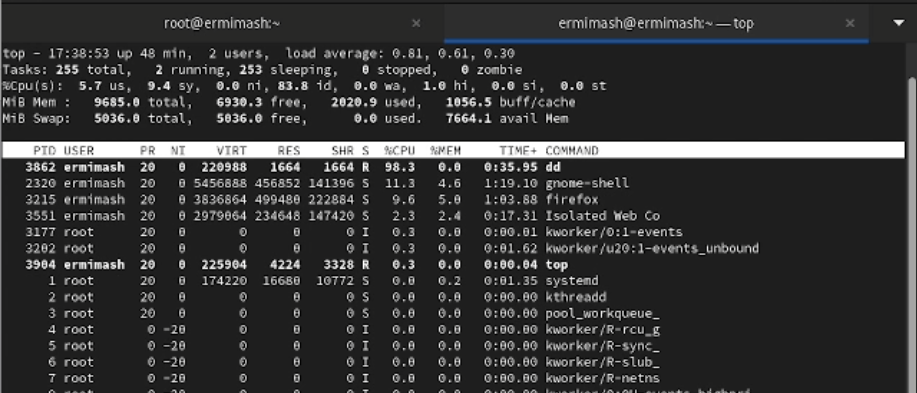 root@ermimash:~ × ermimash@ermimash:~ — top ×
top - 17:38:53 up 48 min, 2 users, load average: 0.81, 0.61, 0.30
Tasks: 255 total, 2 running, 253 sleeping, 0 stopped, 0 zombie
%Cpu(s): 5.7 us, 9.4 sy, 0.0 ni, 83.8 id, 0.0 wa, 1.0 hi, 0.0 si, 0.0 st
MiB Mem : 9685.0 total, 6930.3 free, 2020.9 used, 1056.5 buff/cache
MiB Swap: 5036.0 total, 5036.0 free, 0.0 used. 7664.1 avail Mem
PID USER PR NI VIRT RES SHR S %CPU %MEM TIME+ COMMAND
3862 ermimash 20 0 220988 1664 1664 R 98.3 0.0 0:35.95 dd
2320 ermimash 20 0 5456888 456852 141396 S 11.3 4.6 1:19.10 gnome-shell
3215 ermimash 20 0 3836864 499480 222884 S 9.6 5.0 1:03.88 firefox
3551 ermimash 20 0 2979064 234648 147420 S 2.3 2.4 0:17.31 Isolated Web Co
3177 root 20 0 0 0 0 I 0.3 0.0 0:00.01 kworker/0:1-events
3202 root 20 0 0 0 0 I 0.3 0.0 0:01.62 kworker/u20:1-events_unbound
3904 ermimash 20 0 225904 4224 3328 R 0.3 0.0 0:00.04 top
1 root 20 0 174220 16680 10772 S 0.0 0.2 0:01.35 systemd
2 root 20 0 0 0 0 S 0.0 0.0 0:00.00 kthreadd
3 root 20 0 0 0 0 S 0.0 0.0 0:00.00 pool_workqueue_
4 root 0 -20 0 0 0 I 0.0 0.0 0:00.00 kworker/R-rcu_g
5 root 0 -20 0 0 0 I 0.0 0.0 0:00.00 kworker/R-sync_
6 root 0 -20 0 0 0 I 0.0 0.0 0:00.00 kworker/R-slub_
7 root 0 -20 0 0 0 I 0.0 0.0 0:00.00 kworker/R-netns